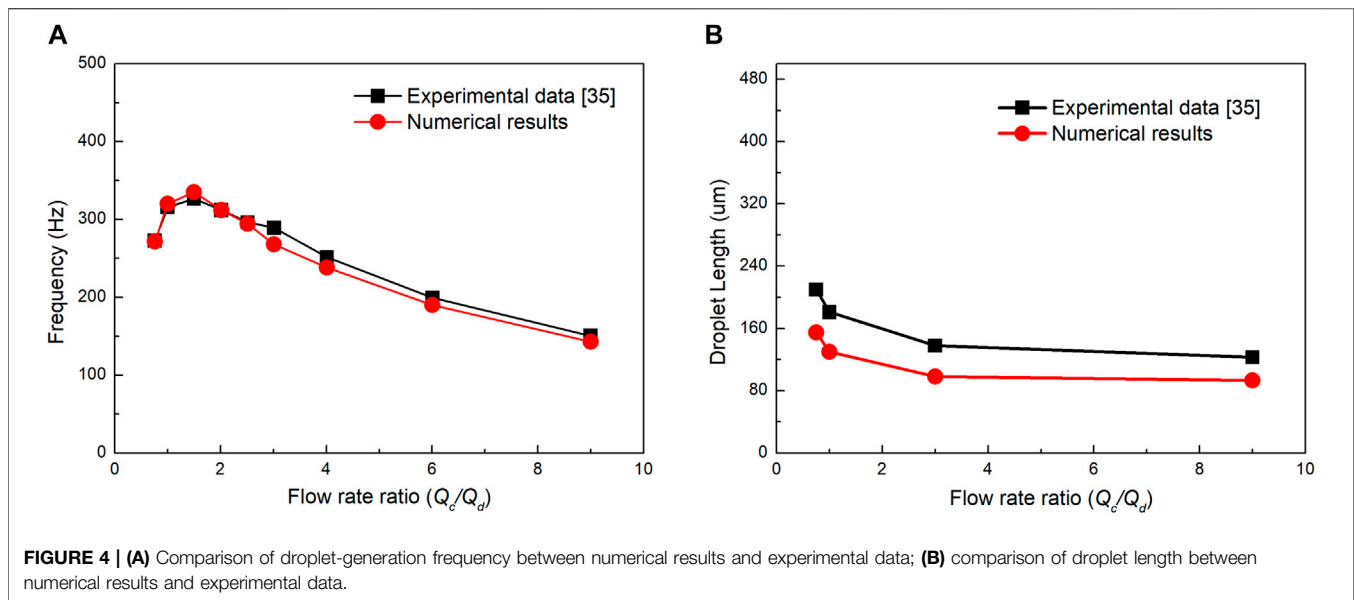 A
500
400
300
200
100
0
Frequency (Hz)
Experimental data [35]
Numerical results
0 2 4 6 8 10
Flow rate ratio (Qc/Qd)
B
480
400
320
240
160
80
0
Droplet Length (um)
Experimental data [35]
Numerical results
0 2 4 6 8 10
Flow rate ratio (Qc/Qd)
FIGURE 4 | (A) Comparison of droplet-generation frequency between numerical results and experimental data; (B) comparison of droplet length between
numerical results and experimental data.